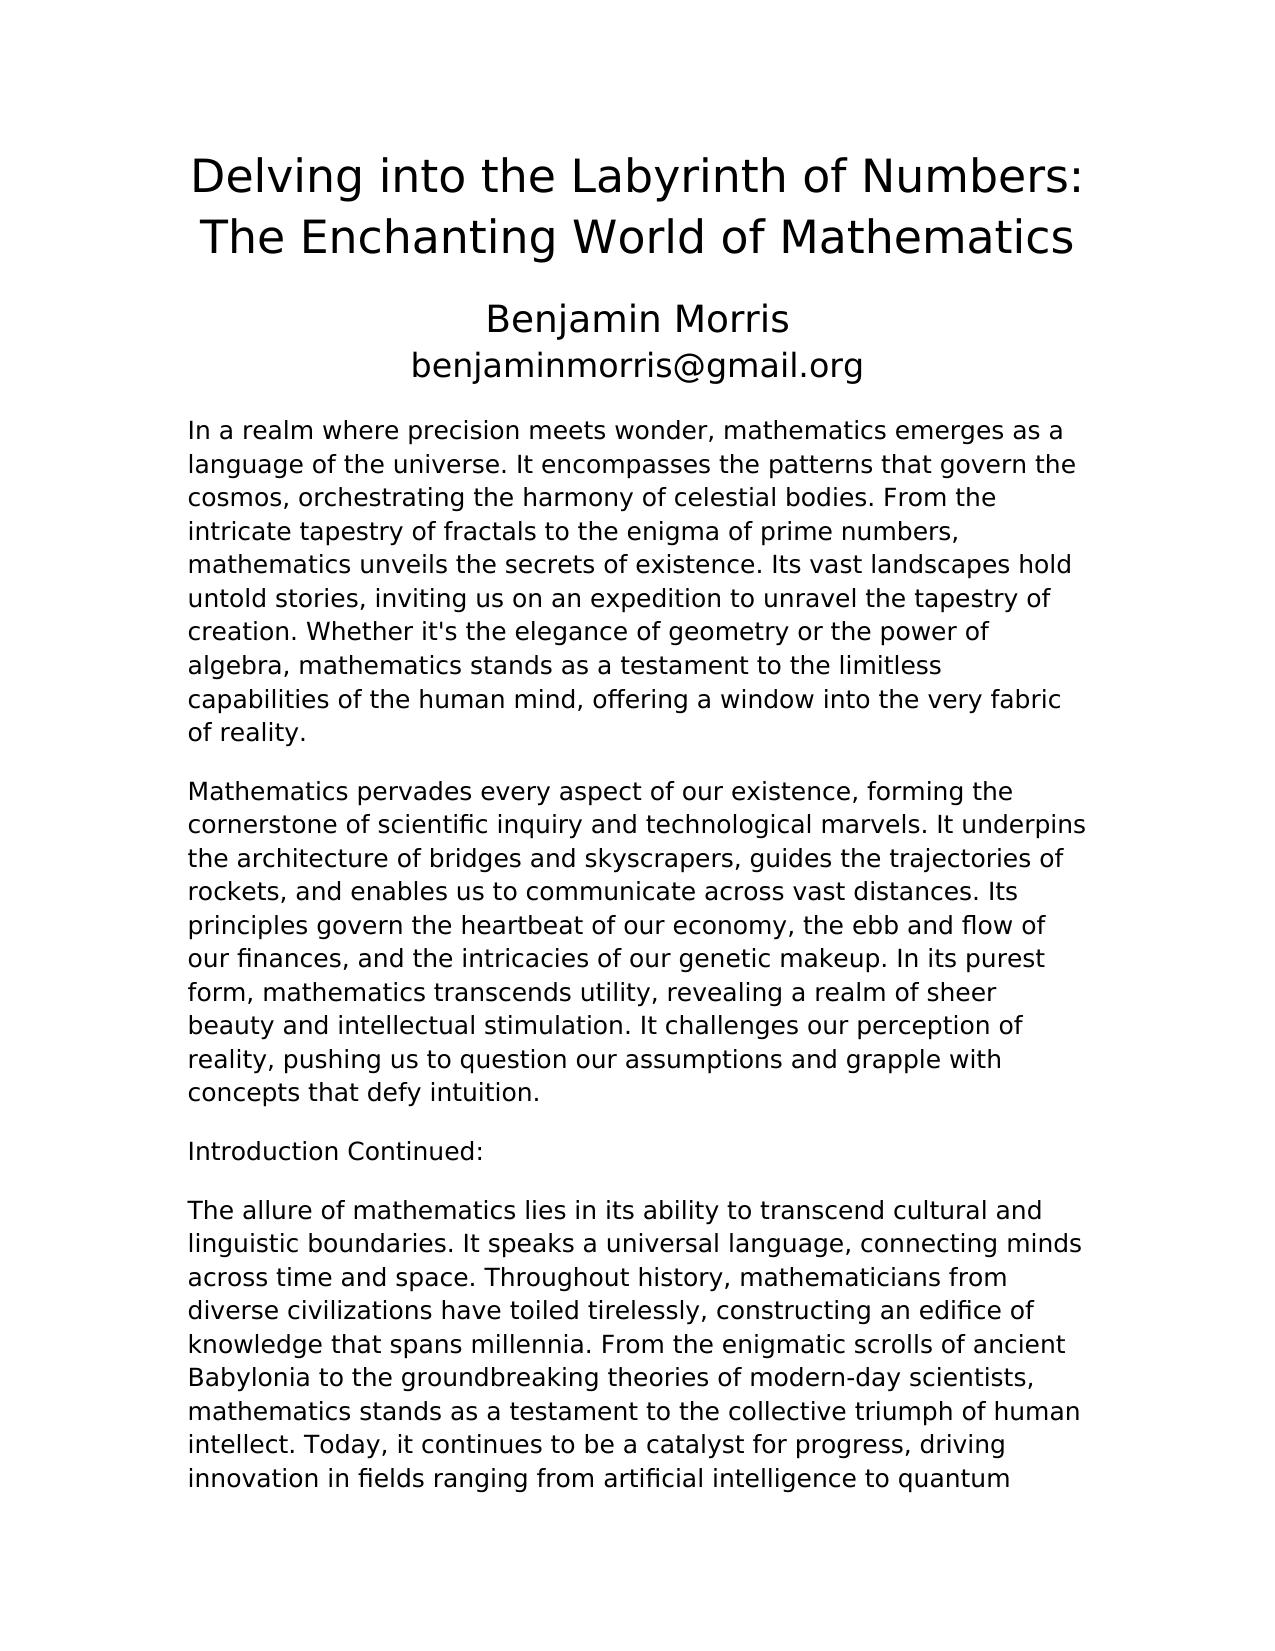 Delving into the Labyrinth of Numbers:
The Enchanting World of Mathematics
Benjamin Morris
benjaminmorris@gmail.org
In a realm where precision meets wonder, mathematics emerges as a
language of the universe. It encompasses the patterns that govern the
cosmos, orchestrating the harmony of celestial bodies. From the
intricate tapestry of fractals to the enigma of prime numbers,
mathematics unveils the secrets of existence. Its vast landscapes hold
untold stories, inviting us on an expedition to unravel the tapestry of
creation. Whether it's the elegance of geometry or the power of
algebra, mathematics stands as a testament to the limitless
capabilities of the human mind, offering a window into the very fabric
of reality.
Mathematics pervades every aspect of our existence, forming the
cornerstone of scientific inquiry and technological marvels. It underpins
the architecture of bridges and skyscrapers, guides the trajectories of
rockets, and enables us to communicate across vast distances. Its
principles govern the heartbeat of our economy, the ebb and flow of
our finances, and the intricacies of our genetic makeup. In its purest
form, mathematics transcends utility, revealing a realm of sheer
beauty and intellectual stimulation. It challenges our perception of
reality, pushing us to question our assumptions and grapple with
concepts that defy intuition.
Introduction Continued:
The allure of mathematics lies in its ability to transcend cultural and
linguistic boundaries. It speaks a universal language, connecting minds
across time and space. Throughout history, mathematicians from
diverse civilizations have toiled tirelessly, constructing an edifice of
knowledge that spans millennia. From the enigmatic scrolls of ancient
Babylonia to the groundbreaking theories of modern-day scientists,
mathematics stands as a testament to the collective triumph of human
intellect. Today, it continues to be a catalyst for progress, driving
innovation in fields ranging from artificial intelligence to quantum